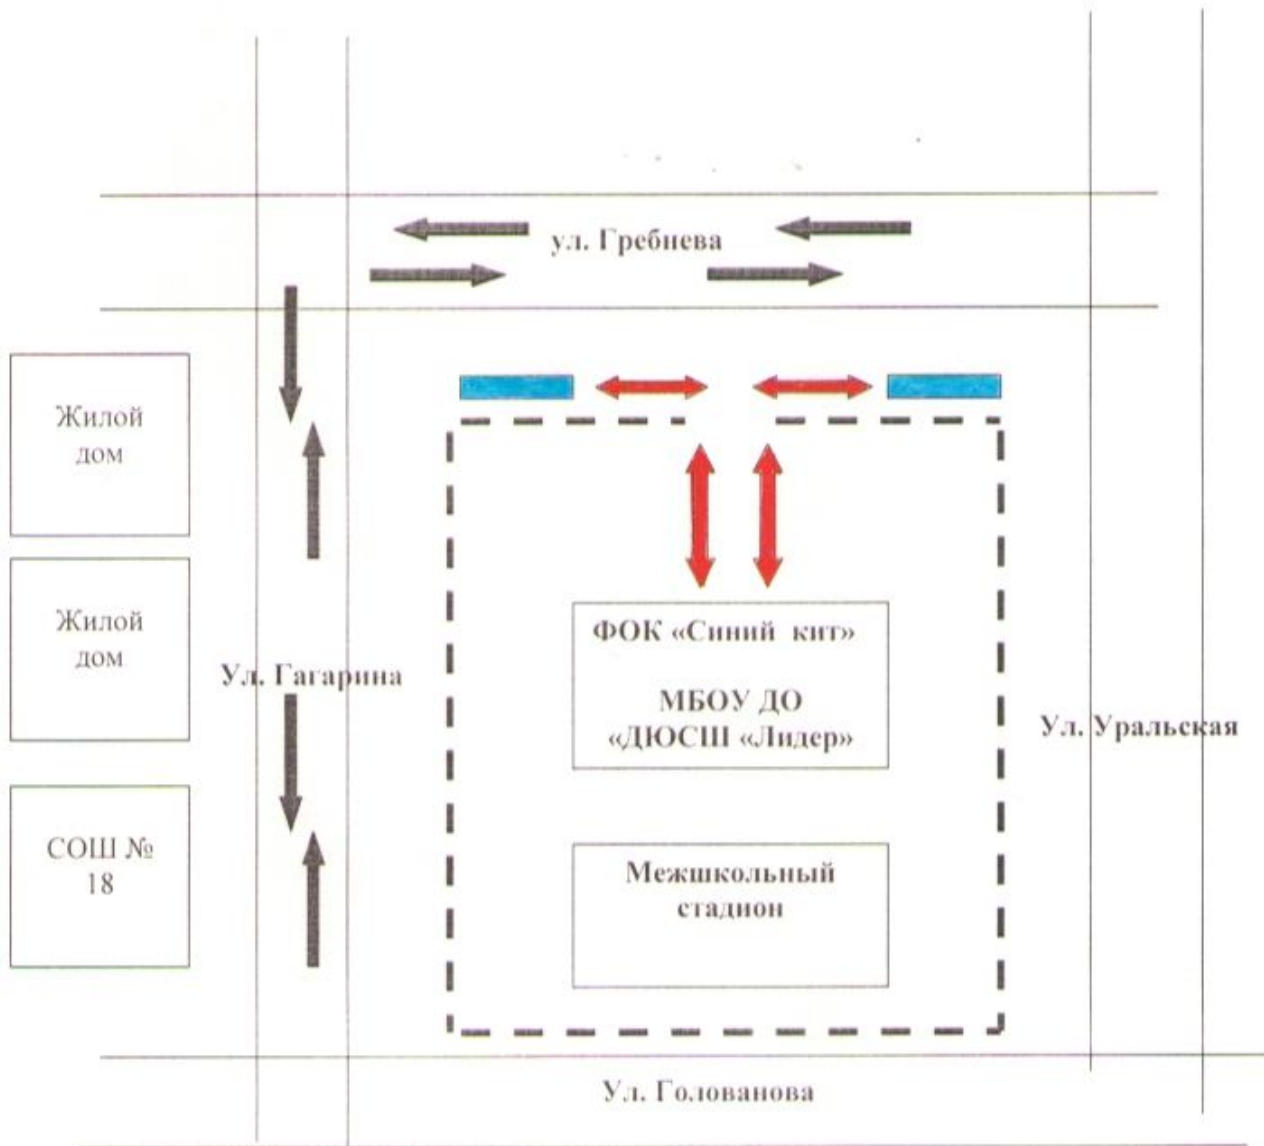 ул. Гребнева
Жилой
дом
Жилой
дом
ФОК «Синий кит»
Ул. Гагарина
МБОУ ДО
«ДЮСШ «Лидер»
Ул. Уральская
СОШ №
18
Межшкольный
стадион
Ул. Голованова